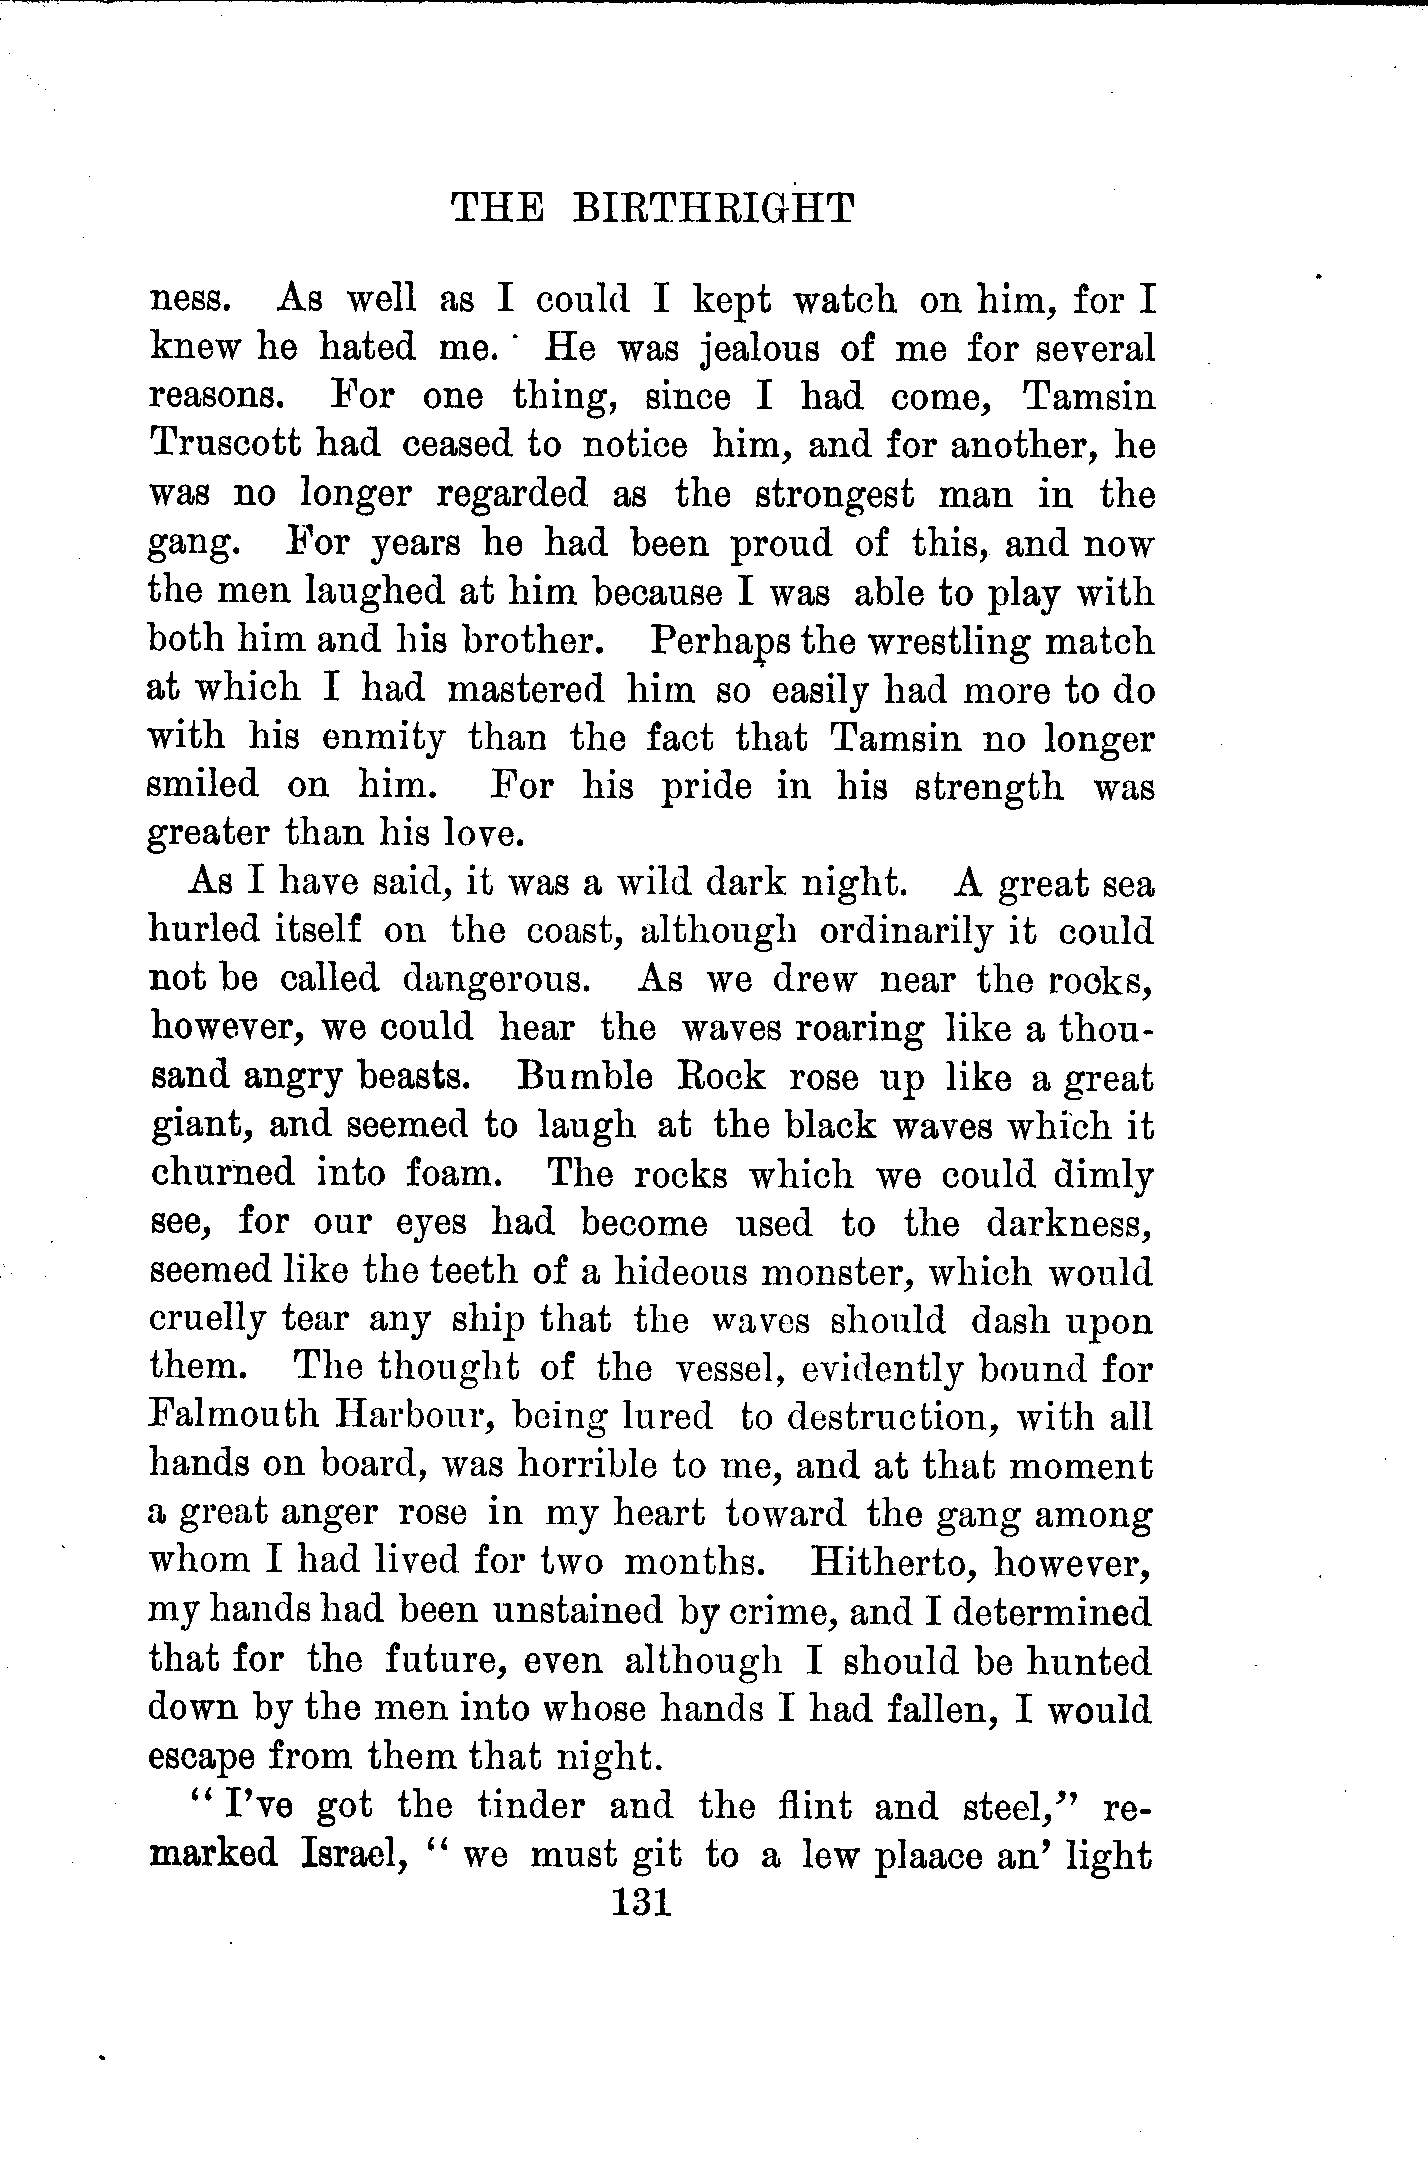 THE BIRTHRIGHT
ness. As well as I could I kept watch on him, for I
knew he hated me. He was jealous of me for several
reasons. For one thing, since I had come, Tamsin
Truscott had ceased to notice him, and for another, he
was no longer regarded as the strongest man in the
gang. For years he had been proud of this, and now
the men laughed at him because I was able to play with
both him and his brother. Perhaps the wrestling match
at which I had mastered him so easily had more to do
with his enmity than the fact that Tamsin no longer
smiled on him. For his pride in his strength was
greater than his love.
As I have said, it was a wild dark night. A great sea
hurled itself on the coast, although ordinarily it could
not be called dangerous. As we drew near the rocks,
however, we could hear the waves roaring like a thou-
sand angry beasts. Bumble Rock rose up like a great
giant, and seemed to laugh at the black waves which it
churned into foam. The rocks which we could dimly
see, for our eyes had become used to the darkness,
seemed like the teeth of a hideous monster, which would
cruelly tear any ship that the waves should dash upon
them. The thought of the vessel, evidently bound for
Falmouth Harbour, being lured to destruction, with all
hands on board, was horrible to me, and at that moment
a great anger rose in my heart toward the gang among
whom I had lived for two months. Hitherto, however,
my hands had been unstained by crime, and I determined
that for the future, even although I should be hunted
down by the men into whose hands I had fallen, I would
escape from them that night.
"I've got the tinder and the flint and steel," re-
marked Israel, "we must git to a lew plaace an' light
131